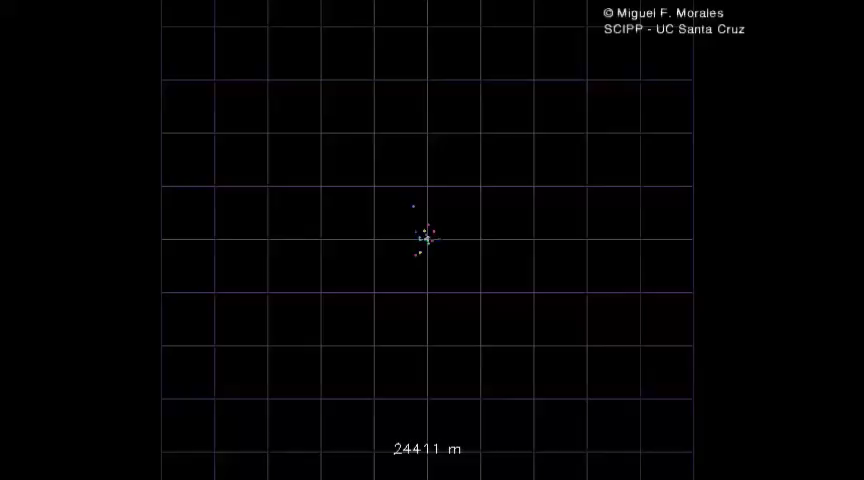 © Miguel F. Morales
SCIPP - UC Santa Cruz
24411 m